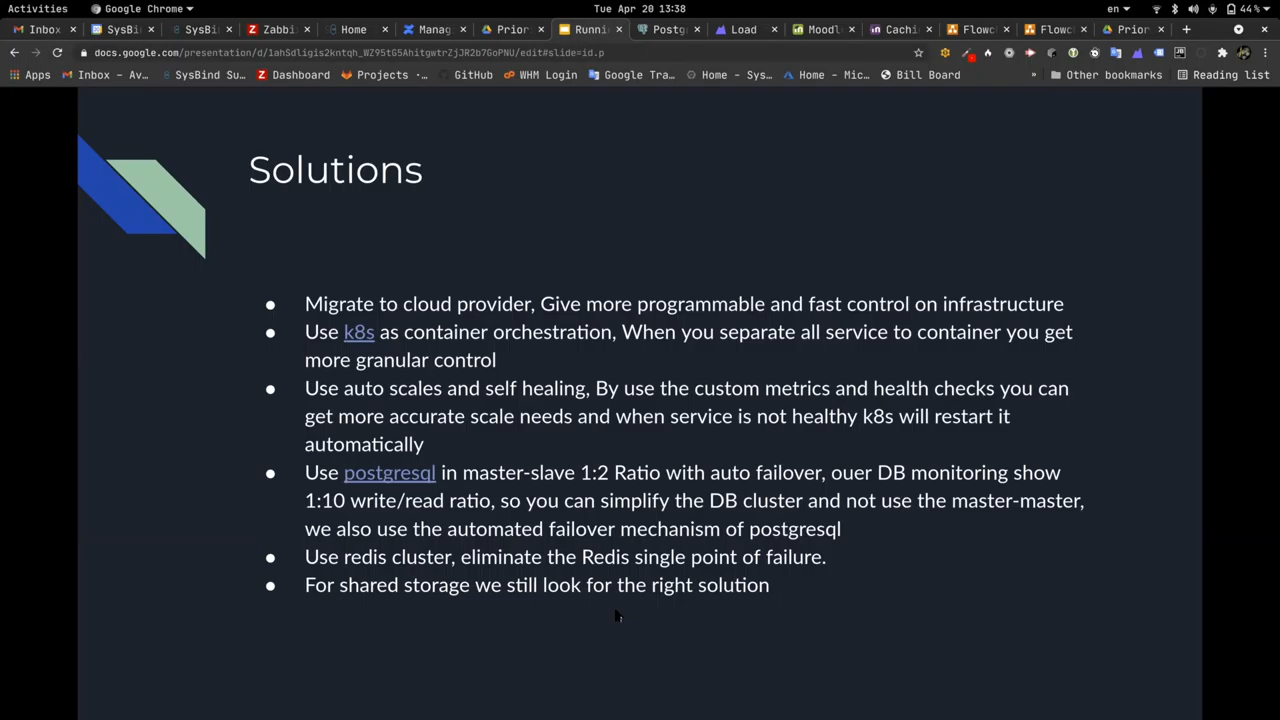 Activities
Google Chrome
Tue Apr 20 13:38
en
44%
Inbox
SysBi
SysBi
Zabbi
Home
Manag
Prior
Runni
Postg
Load
Moodl
Cachi
Flowc
Flowc
Prior
docs.google.com/presentation/d/1ahSdligis2kntqh_WZ95tG5AhitgwtrZjJR2b7GoPNU/edit#slide=id.p
Apps
Inbox - Av...
SysBind Su...
Dashboard
Projects · ...
GitHub
WHM Login
Google Tra...
Home - Sys...
Home - Mic...
Bill Board
»
Other bookmarks
Reading list
Solutions
● Migrate to cloud provider, Give more programmable and fast control on infrastructure
● Use k8s as container orchestration, When you separate all service to container you get
more granular control
● Use auto scales and self healing, By use the custom metrics and health checks you can
get more accurate scale needs and when service is not healthy k8s will restart it
automatically
● Use postgresql in master-slave 1:2 Ratio with auto failover, ouer DB monitoring show
1:10 write/read ratio, so you can simplify the DB cluster and not use the master-master,
we also use the automated failover mechanism of postgresql
● Use redis cluster, eliminate the Redis single point of failure.
● For shared storage we still look for the right solution